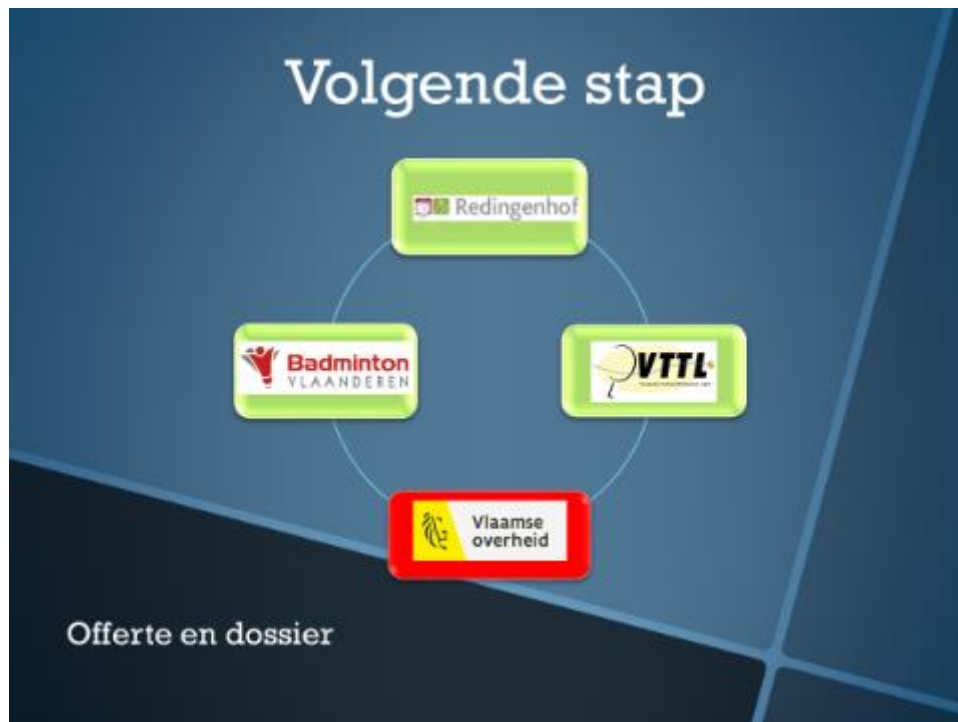 Volgende stap
Redingenhof
Badminton
VLAANDEREN
VTTL
Vlaamse
overheid
Offerte en dossier